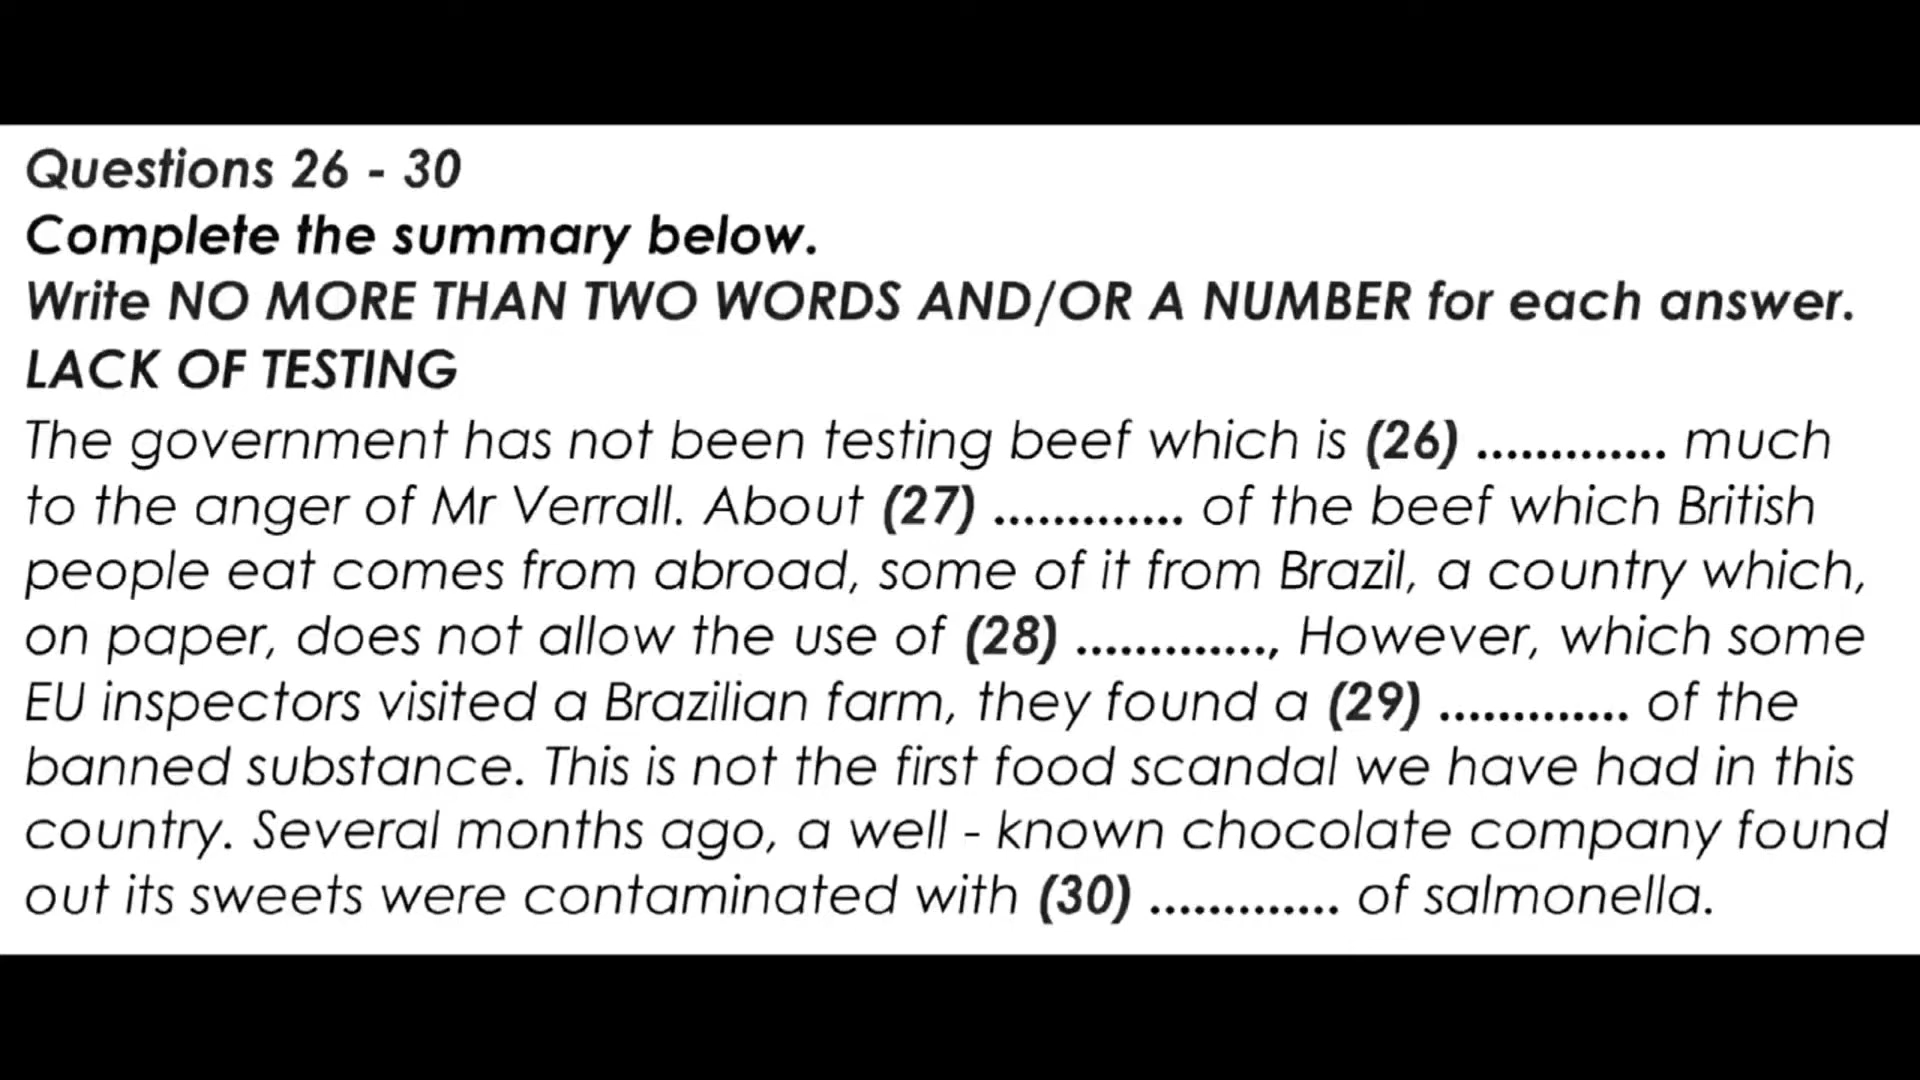 Questions 26 - 30
Complete the summary below.
Write NO MORE THAN TWO WORDS AND/OR A NUMBER for each answer.
LACK OF TESTING
The government has not been testing beef which is (26) ............. much
to the anger of Mr Verrall. About (27) ............. of the beef which British
people eat comes from abroad, some of it from Brazil, a country which,
on paper, does not allow the use of (28) ............., However, which some
EU inspectors visited a Brazilian farm, they found a (29) ............. of the
banned substance. This is not the first food scandal we have had in this
country. Several months ago, a well - known chocolate company found
out its sweets were contaminated with (30) ............. of salmonella.